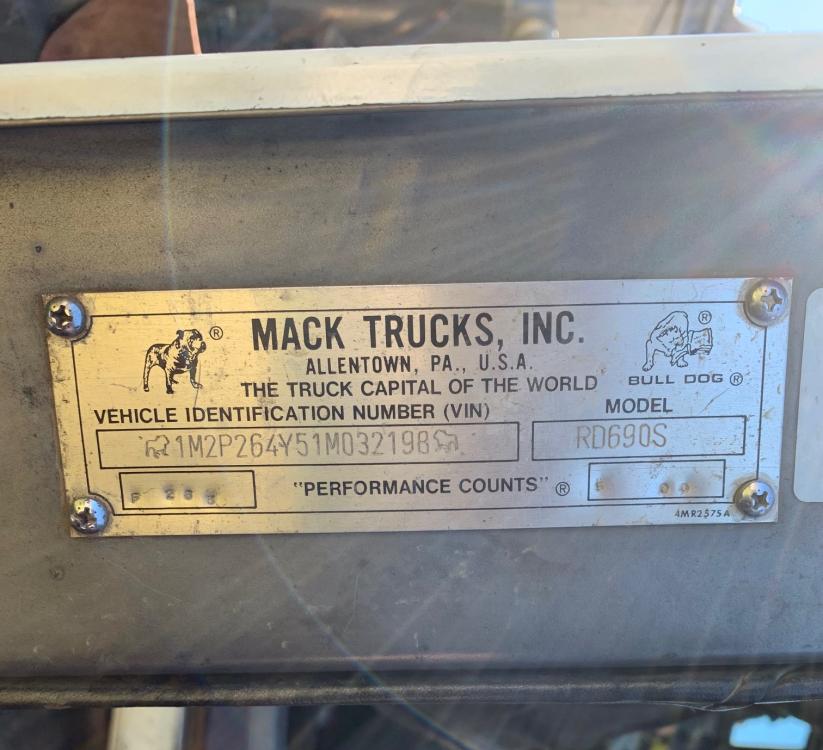 MACK TRUCKS, INC.
ALLENTOWN, PA., U.S.A.
THE TRUCK CAPITAL OF THE WORLD
BULL DOG ®
VEHICLE IDENTIFICATION NUMBER (VIN)
MODEL
1M2P264Y51M032198
RD690S
"PERFORMANCE COUNTS" ®
4MR2575A